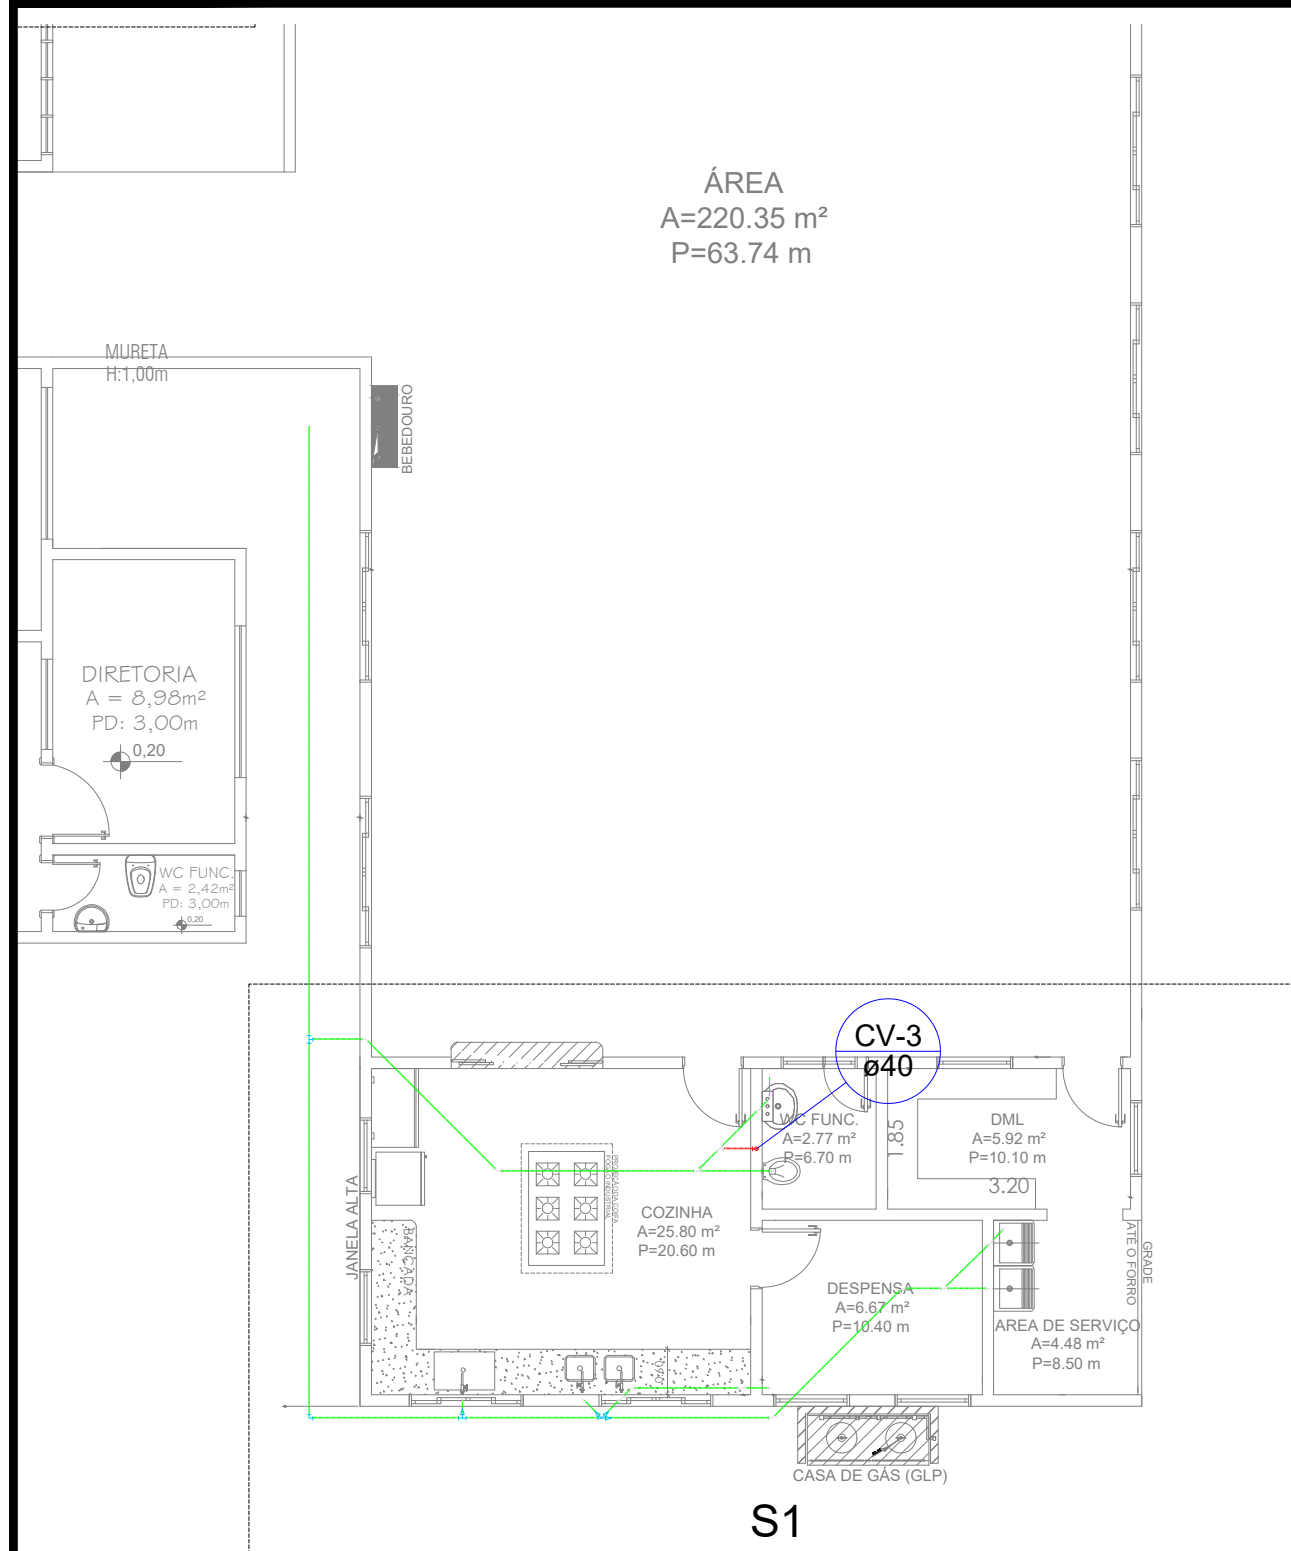 ÁREA
A=220.35 m²
P=63.74 m
MURETA
H:1,00m
BEBEDOURO
DIRETORIA
A = 8,98m²
PD: 3,00m
0,20
WC FUNC.
A = 2,42m²
PD: 3,00m
0,20
CV-3
ø40
WC FUNC.
A=2.77 m²
P=6.70 m
1.85
DML
A=5.92 m²
P=10.10 m
3.20
JANELA ALTA
BANCADA
COZINHA
A=25.80 m²
P=20.60 m
DESPENSA
A=6.67 m²
P=10.40 m
GRADE
ATÉ O FORRO
AREA DE SERVIÇO
A=4.48 m²
P=8.50 m
CASA DE GÁS (GLP)
S1